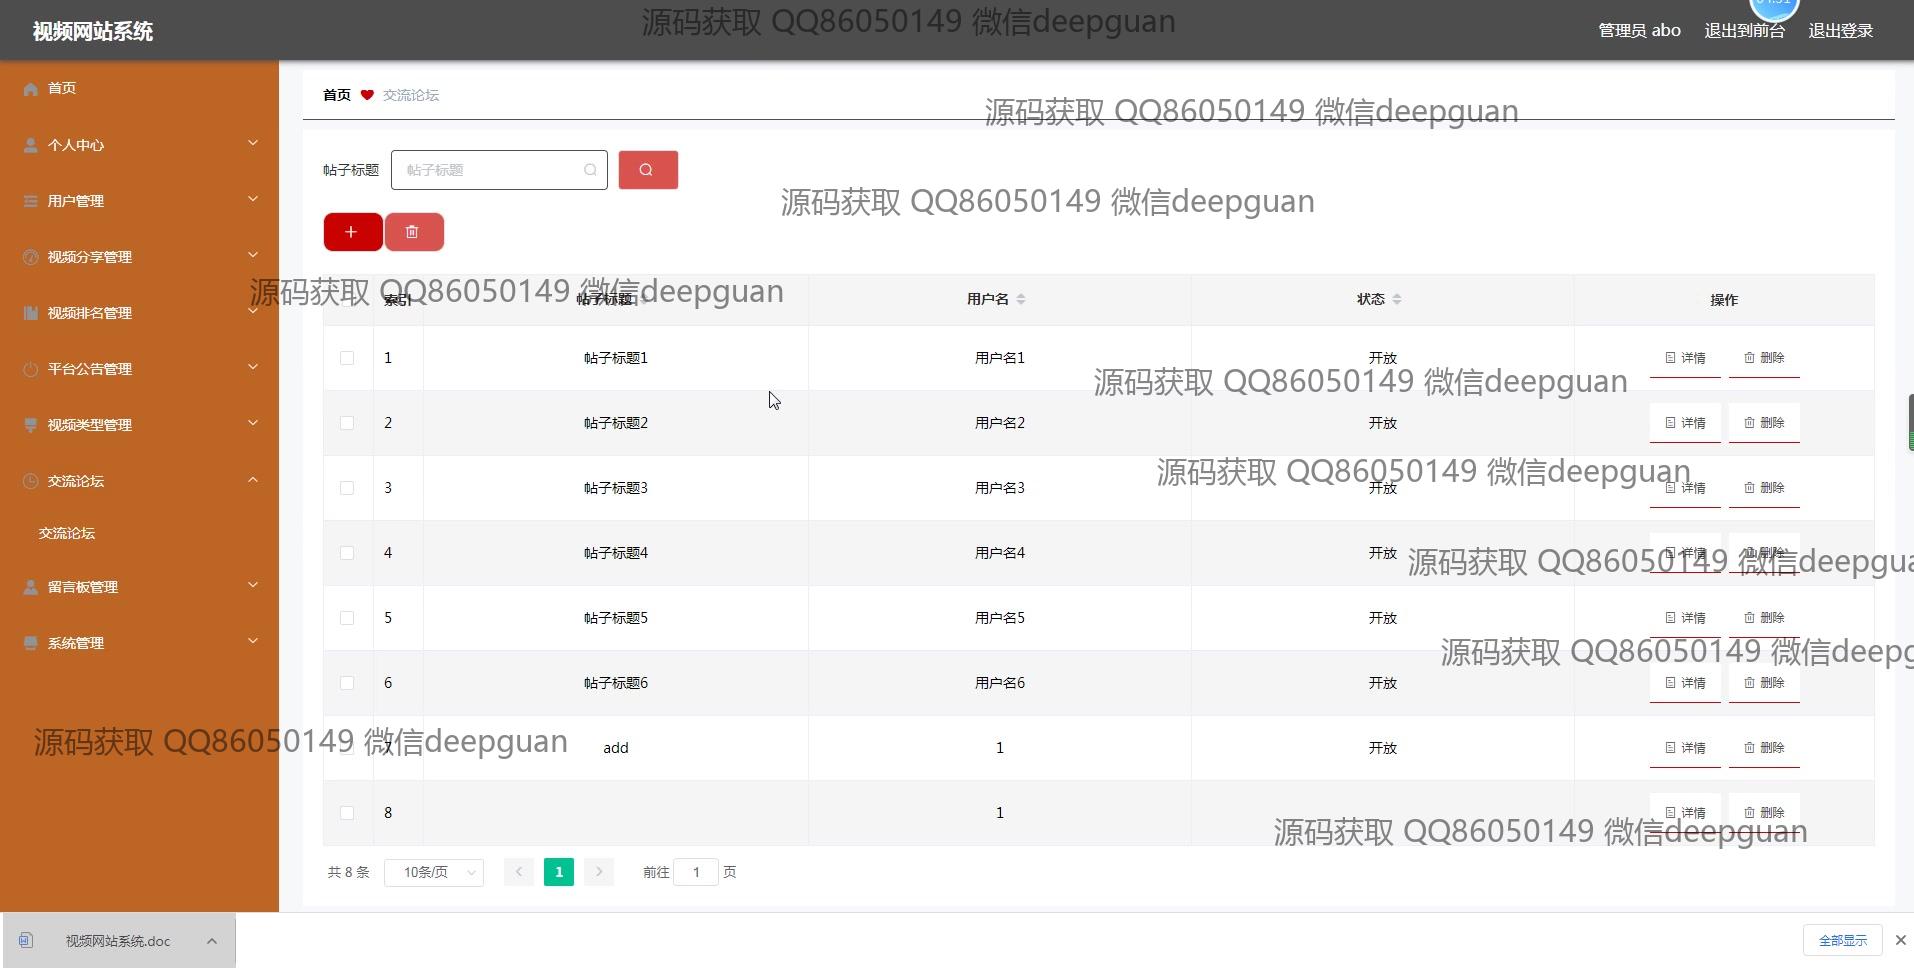 视频网站系统
源码获取 QQ86050149 微信deepguan
管理员 abo 退出到前台 退出登录
首页
个人中心
用户管理
视频分享管理
视频排名管理
平台公告管理
视频类型管理
交流论坛
交流论坛
留言板管理
系统管理
首页 交流论坛
源码获取 QQ86050149 微信deepguan
帖子标题 帖子标题
源码获取 QQ86050149 微信deepguan
源码获取 QQ86050149 微信deepguan
索引 帖子标题 用户名 状态 操作
1 帖子标题1 用户名1 开放 详情 删除
源码获取 QQ86050149 微信deepguan
2 帖子标题2 用户名2 开放 详情 删除
源码获取 QQ86050149 微信deepguan
3 帖子标题3 用户名3 开放 详情 删除
4 帖子标题4 用户名4 开放 详情 删除
源码获取 QQ86050149 微信deepgua
5 帖子标题5 用户名5 开放 详情 删除
源码获取 QQ86050149 微信deepg
6 帖子标题6 用户名6 开放 详情 删除
源码获取 QQ86050149 微信deepguan
7 add 1 开放 详情 删除
8 1 详情 删除
源码获取 QQ86050149 微信deepguan
共 8 条 10条/页 1 前往 1 页
视频网站系统.doc 全部显示